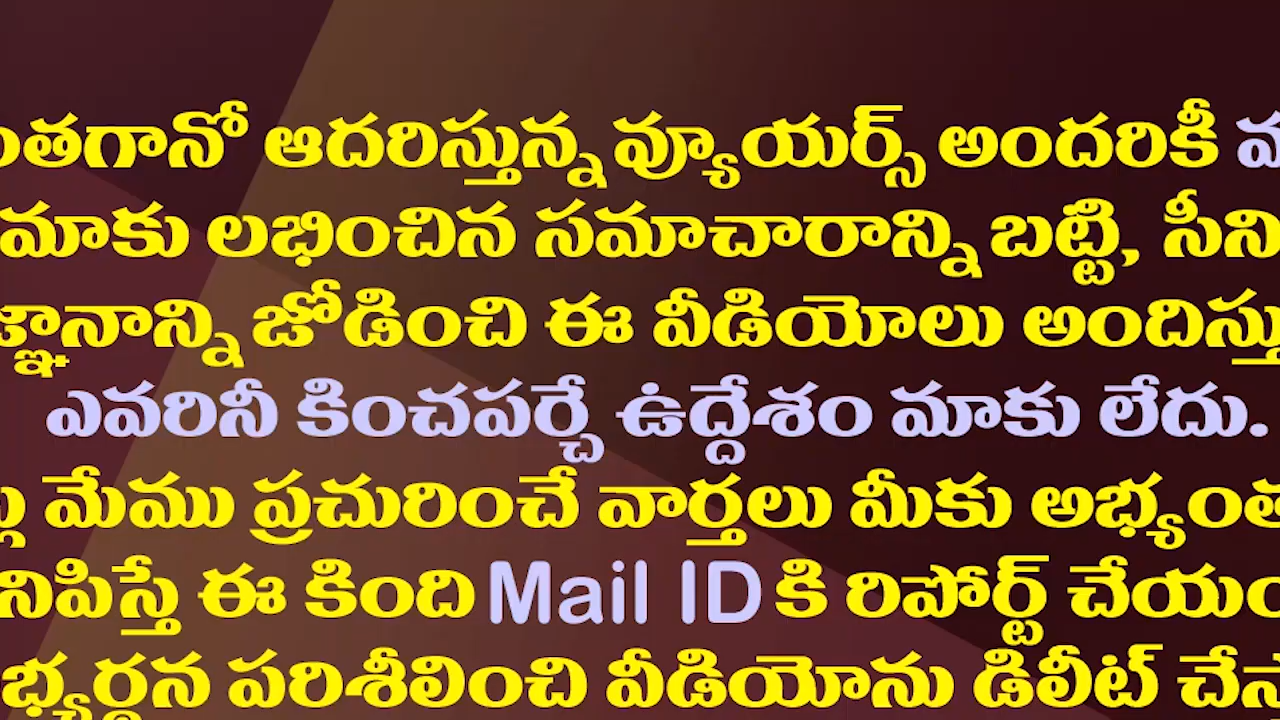 ంతగానో ఆదరిస్తున్న వ్యూయర్స్ అందరికీ
మాకు లభించిన సమాచారాన్ని బట్టి, సీని
జ్ఞానాన్ని జోడించి ఈ వీడియోలు అందిస్తు
ఎవరినీ కించపర్చే ఉద్దేశం మాకు లేదు.
మేము ప్రచురించే వార్తలు మీకు అభ్యంత
నిపిస్తే ఈ కింది Mail ID కి రిపోర్ట్ చేయం
భ్యర్థన పరిశీలించి వీడియోను డిలీట్ చేస